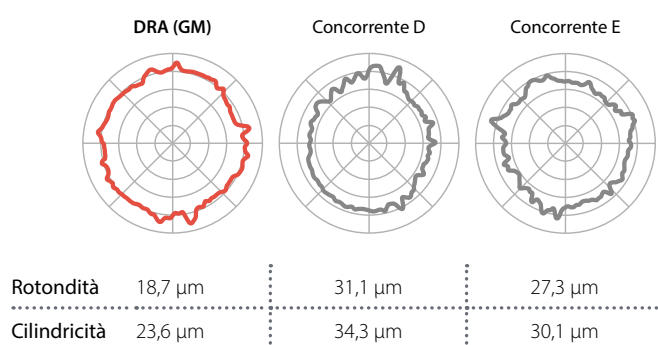 DRA (GM) Concorrente D Concorrente E
Rotondità 18,7 µm 31,1 µm 27,3 µm
Cilindricità 23,6 µm 34,3 µm 30,1 µm